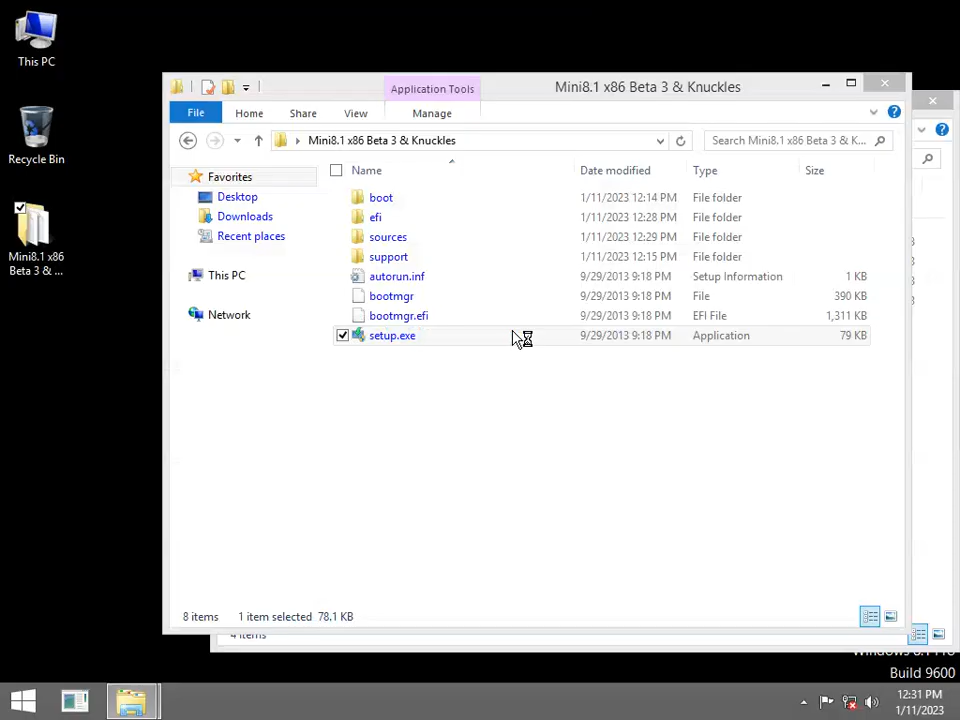 This PC
Recycle Bin
Mini8.1 x86
Beta 3 & ...
Application Tools
Mini8.1 x86 Beta 3 & Knuckles
File
Home
Share
View
Manage
Mini8.1 x86 Beta 3 & Knuckles
Search Mini8.1 x86 Beta 3 & K...
Favorites
Desktop
Downloads
Recent places
This PC
Network
Name Date modified Type Size
boot 1/11/2023 12:14 PM File folder
efi 1/11/2023 12:28 PM File folder
sources 1/11/2023 12:29 PM File folder
support 1/11/2023 12:15 PM File folder
autorun.inf 9/29/2013 9:18 PM Setup Information 1 KB
bootmgr 9/29/2013 9:18 PM File 390 KB
bootmgr.efi 9/29/2013 9:18 PM EFI File 1,311 KB
setup.exe 9/29/2013 9:18 PM Application 79 KB
8 items 1 item selected 78.1 KB
4 items
Build 9600
12:31 PM
1/11/2023